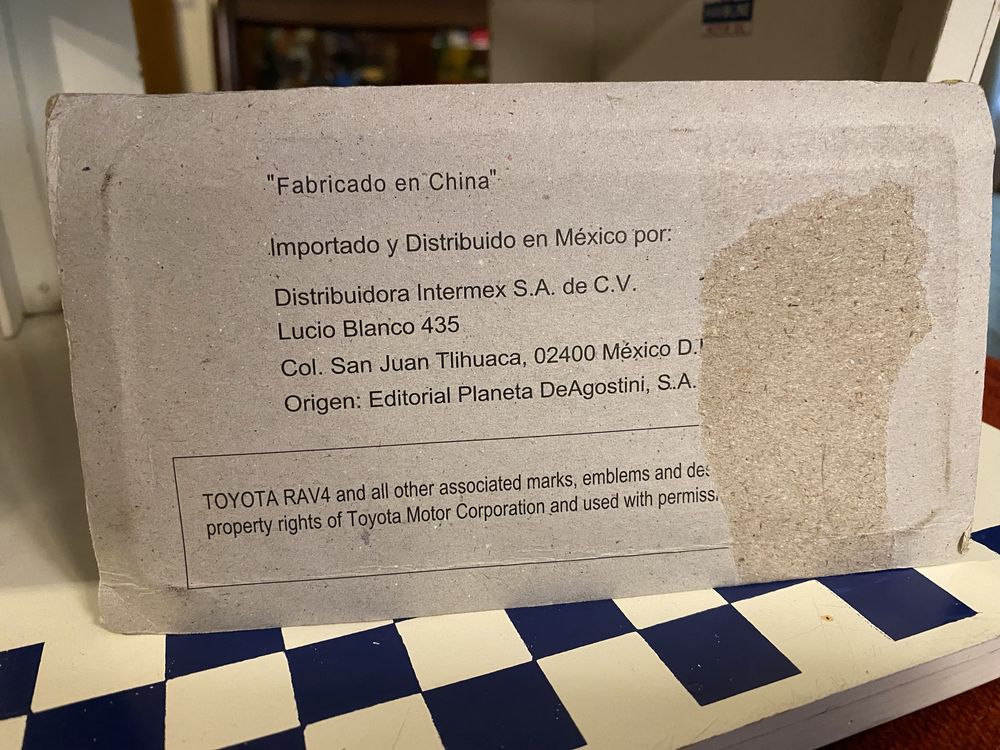 "Fabricado en China"
Importado y Distribuido en México por:
Distribuidora Intermex S.A. de C.V.
Lucio Blanco 435
Col. San Juan Tlihuaca, 02400 México D.
Origen: Editorial Planeta DeAgostini, S.A.
TOYOTA RAV4 and all other associated marks, emblems and
property rights of Toyota Motor Corporation and used with